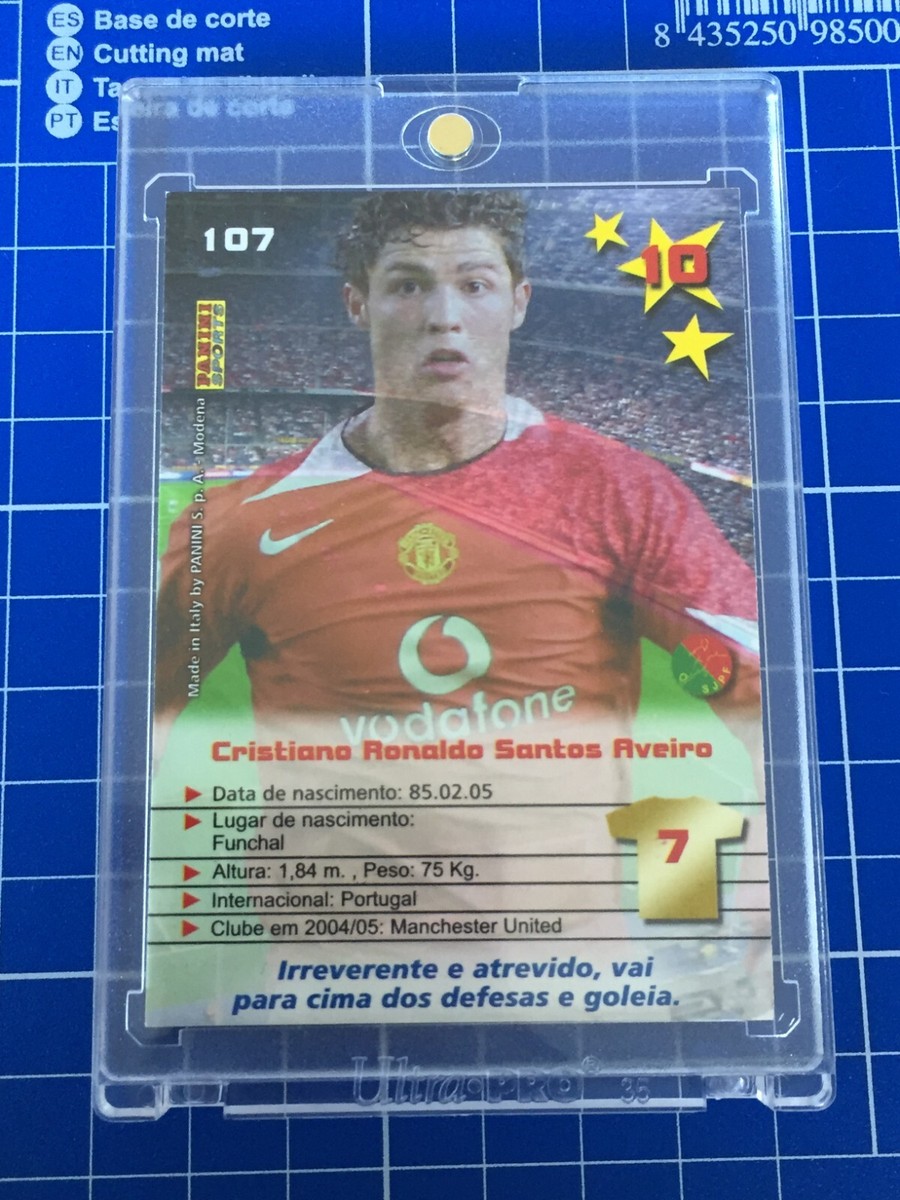 ES Base de corte
EN Cutting mat
IT
PT
8 435250 98500
107
10
PANINI
SPORTS
Made in Italy by PANINI S. p. A. - Modena
vodafone
SJPF
Cristiano Ronaldo Santos Aveiro
Data de nascimento: 85.02.05
Lugar de nascimento:
Funchal
7
Altura: 1,84 m. , Peso: 75 Kg.
Internacional: Portugal
Clube em 2004/05: Manchester United
Irreverente e atrevido, vai
para cima dos defesas e goleia.
Ultra·PRO® 35